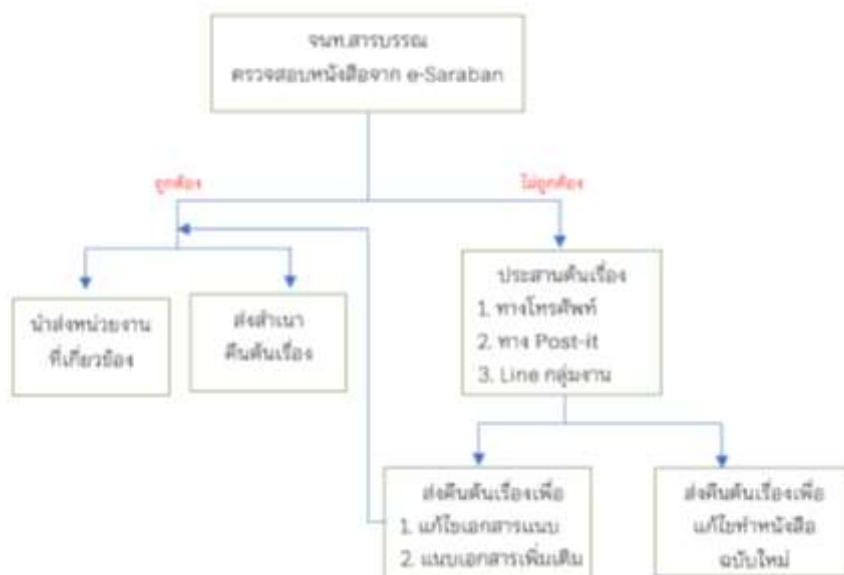 จนท.สารบรรณ
ตรวจสอบหนังสือจาก e-Saraban
ถูกต้อง
ไม่ถูกต้อง
นำส่งหน่วยงาน
ที่เกี่ยวข้อง
ส่งสำเนา
คืนต้นเรื่อง
ประสานต้นเรื่อง
1. ทางโทรศัพท์
2. ทาง Post-it
3. Line กลุ่มงาน
ส่งคืนต้นเรื่องเพื่อ
1. แก้ไขเอกสารแนบ
2. แนบเอกสารเพิ่มเติม
ส่งคืนต้นเรื่องเพื่อ
แก้ไขทำหนังสือ
ฉบับใหม่